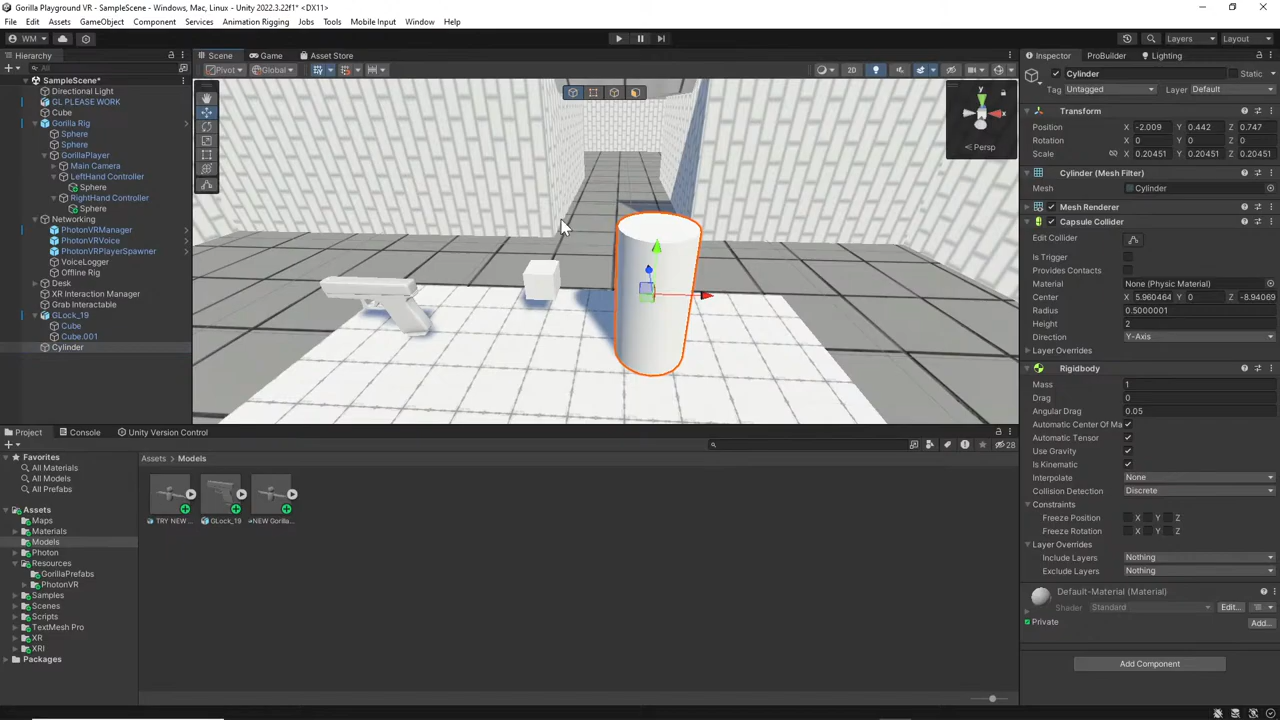 Gorilla Playground VR - SampleScene - Windows, Mac, Linux - Unity 2022.3.22f1* <DX11>
File Edit Assets GameObject Component Services Animation Rigging Jobs Tools Mobile Input Window Help
WM Layers Layout
Hierarchy Scene Game Asset Store Inspector ProBuilder Lighting
All Pivot Global 2D Cylinder Static
SampleScene*
Directional Light Tag Untagged Layer Default
GL PLEASE WORK Transform
Cube Position X -2.009 Y 0.442 Z 0.747
Gorilla Rig Rotation X 0 Y 0 Z 0
Sphere y x Persp Scale X 0.20451 Y 0.20451 Z 0.20451
Sphere
GorillaPlayer Cylinder (Mesh Filter)
Main Camera Mesh Cylinder
LeftHand Controller
Sphere Mesh Renderer
RightHand Controller Capsule Collider
Sphere Edit Collider
Networking Is Trigger
PhotonVRManager Provides Contacts
PhotonVRVoice Material None (Physic Material)
PhotonVRPlayerSpawner Center X 5.960464 Y 0 Z -8.94069
VoiceLogger Radius 0.5000001
Offline Rig Height 2
Desk Direction Y-Axis
XR Interaction Manager Layer Overrides
Grab Interactable
GLock_19 Rigidbody
Cube Mass 1
Cube.001 Drag 0
Cylinder Angular Drag 0.05
Automatic Center Of Ma
Automatic Tensor
Use Gravity
Is Kinematic
Interpolate None
Collision Detection Discrete
Constraints
Freeze Position X Y Z
Freeze Rotation X Y Z
Layer Overrides
Include Layers Nothing
Exclude Layers Nothing
Default-Material (Material)
Shader Standard Edit...
Private Add...
Add Component
Project Console Unity Version Control
28
Favorites Assets > Models
All Materials
All Models
All Prefabs
Assets
Maps TRY NEW ... GLock_19 NEW Gorilla...
Materials
Models
Photon
Resources
GorillaPrefabs
PhotonVR
Samples
Scenes
Scripts
TextMesh Pro
XR
XRI
Packages